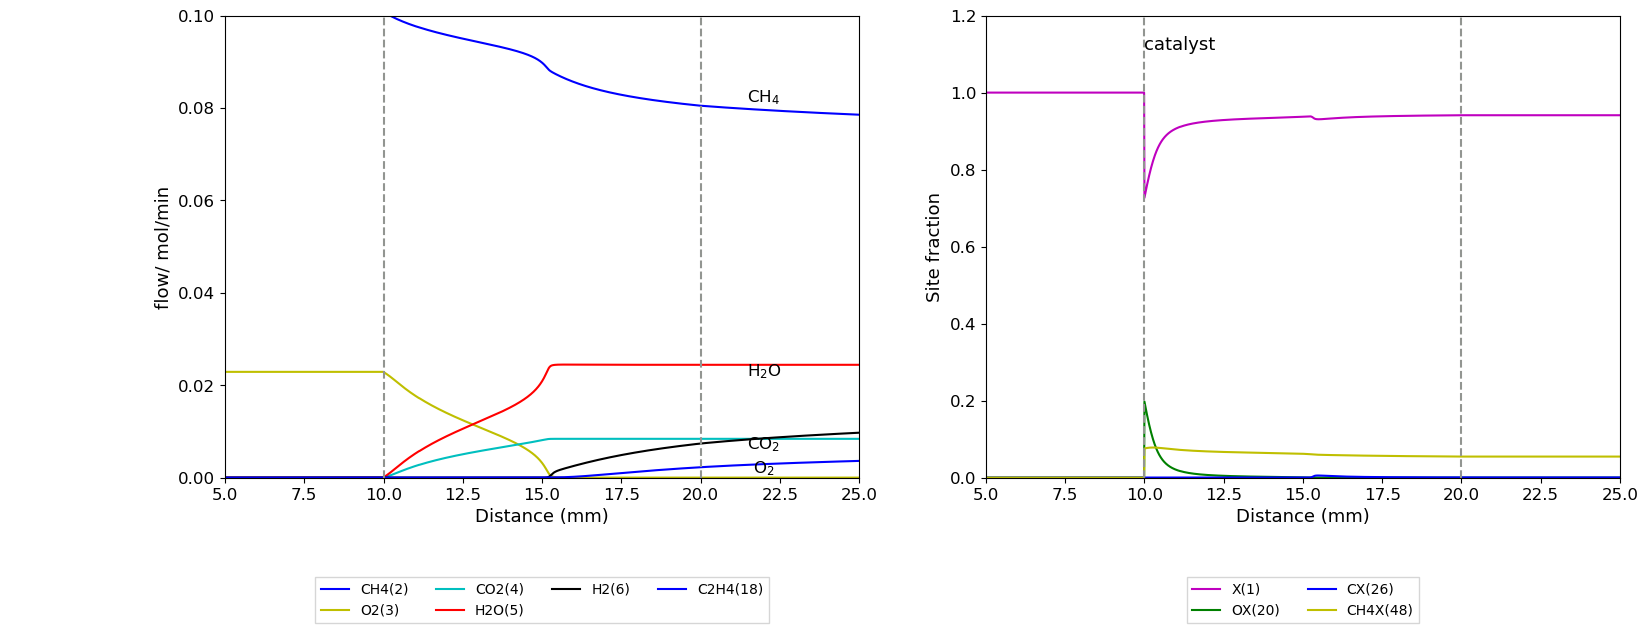 0.10
0.08
0.06
0.04
0.02
0.00
flow/ mol/min
CH₄
H₂O
CO₂
O₂
5.0 7.5 10.0 12.5 15.0 17.5 20.0 22.5 25.0
Distance (mm)
CH4(2) CO2(4) H2(6) C2H4(18)
O2(3) H2O(5)
1.2
1.0
0.8
0.6
0.4
0.2
0.0
Site fraction
catalyst
5.0 7.5 10.0 12.5 15.0 17.5 20.0 22.5 25.0
Distance (mm)
X(1) CX(26)
OX(20) CH4X(48)